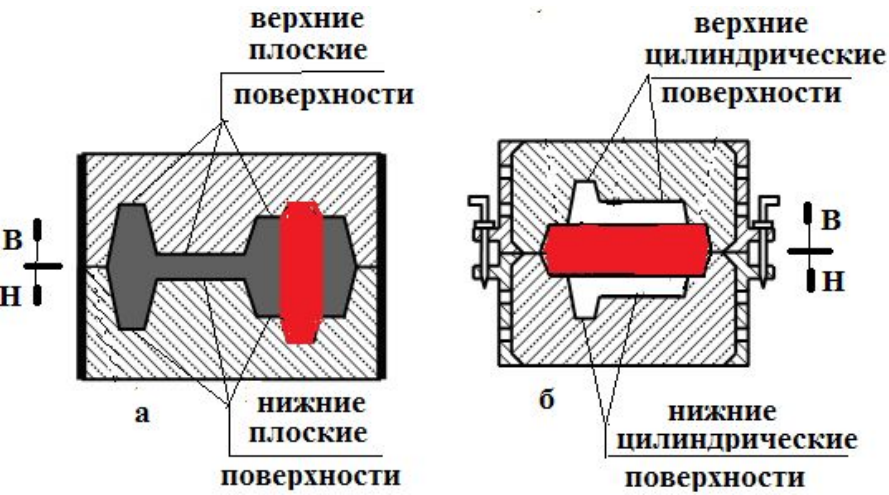 верхние
плоские
поверхности
В
Н
а
нижние
плоские
поверхности
верхние
цилиндрические
поверхности
В
Н
б
нижние
цилиндрические
поверхности